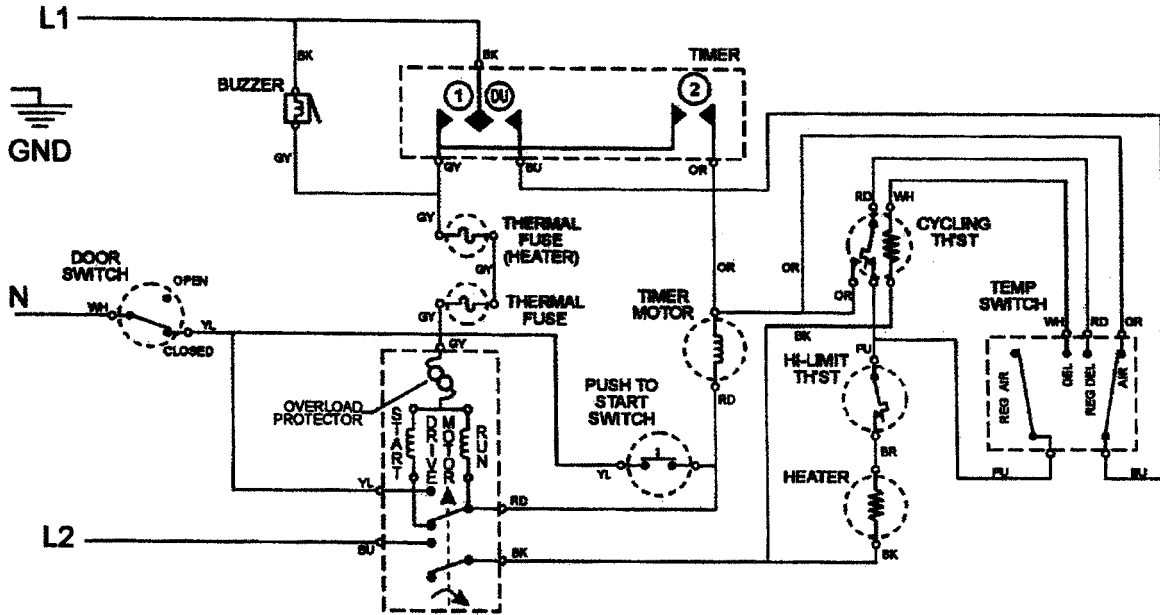 L1
BK
BK
TIMER
BUZZER
1
DU
2
GND
GY
GY
BU
OR
GY
THERMAL
FUSE
(HEATER)
RD
WH
CYCLING
TH'ST
DOOR
SWITCH
OPEN
GY
OR
OR
OR
TEMP
SWITCH
N
WH
YL
CLOSED
GY
THERMAL
FUSE
TIMER
MOTOR
BK
WH
RD
OR
GY
PU
HI-LIMIT
TH'ST
REG AIR
DEL
REG DEL
AIR
OVERLOAD
PROTECTOR
START
DRIVE
MOTOR
RUN
PUSH TO
START
SWITCH
RD
BR
YL
PU
BU
YL
RD
HEATER
L2
BU
BK
BK